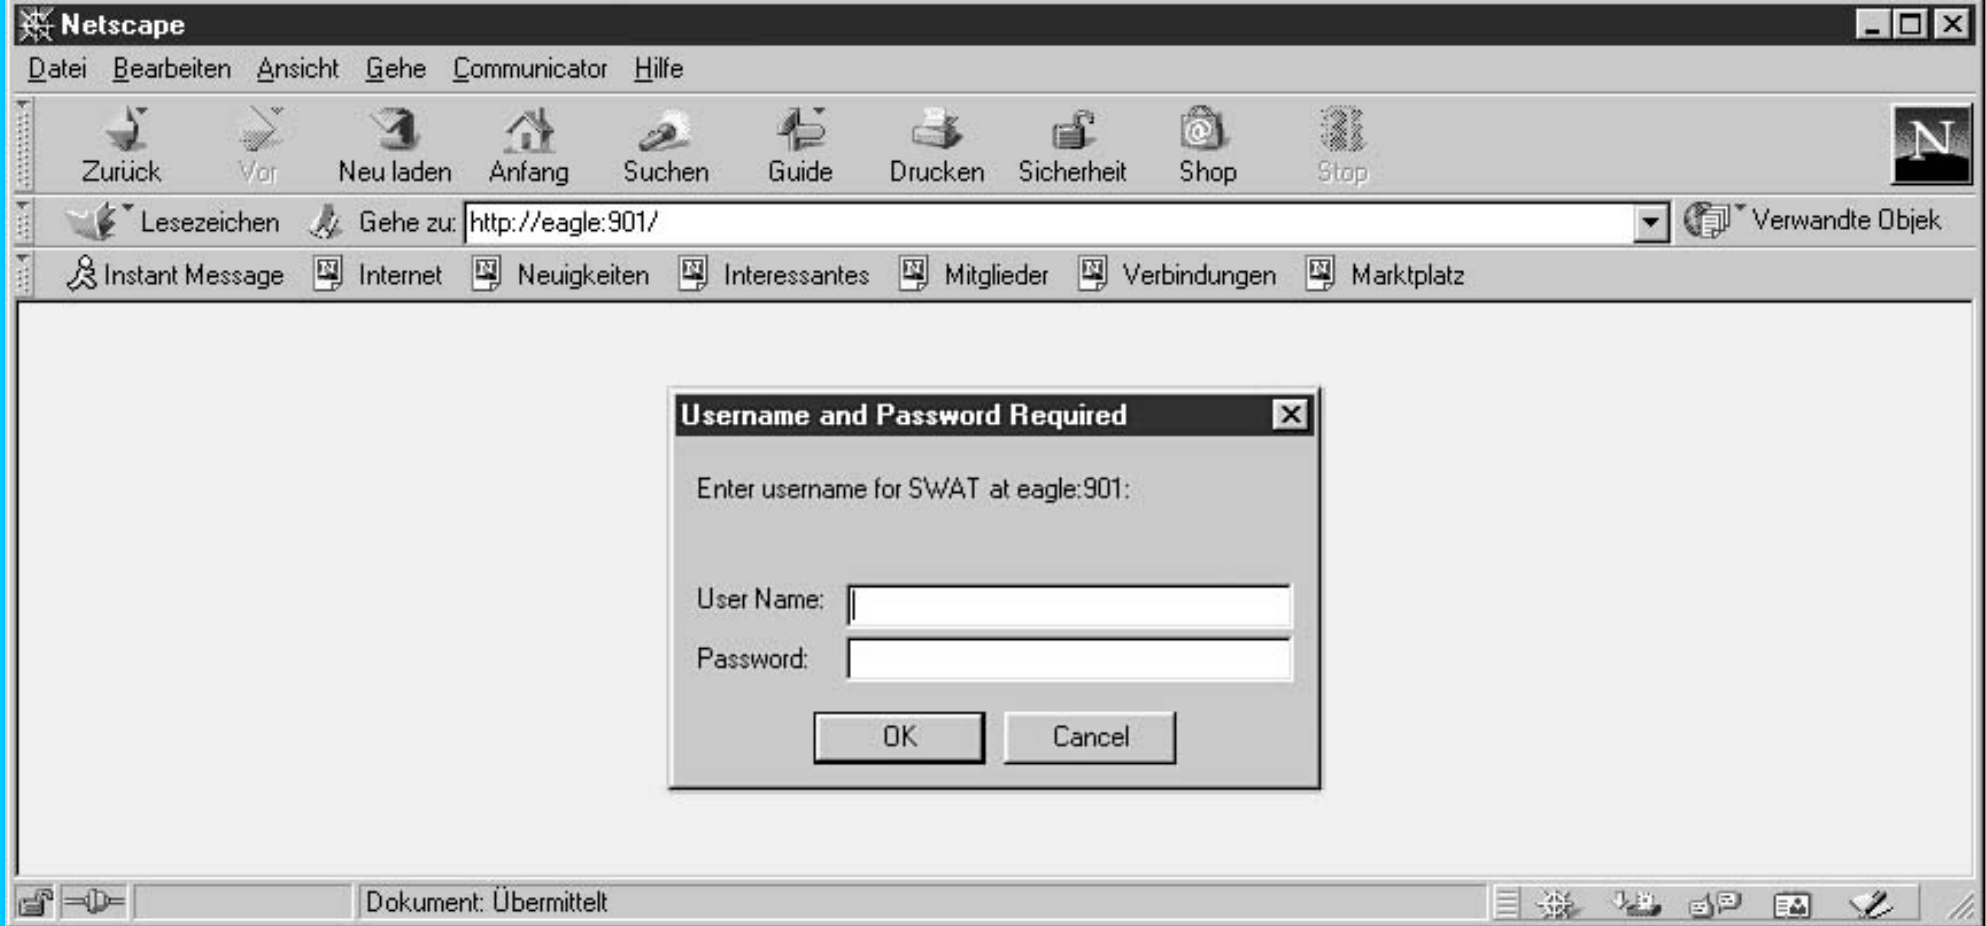 Netscape
Datei Bearbeiten Ansicht Gehe Communicator Hilfe
Zurück Vor Neu laden Anfang Suchen Guide Drucken Sicherheit Shop Stop
N
Lesezeichen Gehe zu: http://eagle:901/ Verwandte Objek
Instant Message Internet Neuigkeiten Interessantes Mitglieder Verbindungen Marktplatz
Username and Password Required
Enter username for SWAT at eagle:901:
User Name:
Password:
OK Cancel
Dokument: Übermittelt